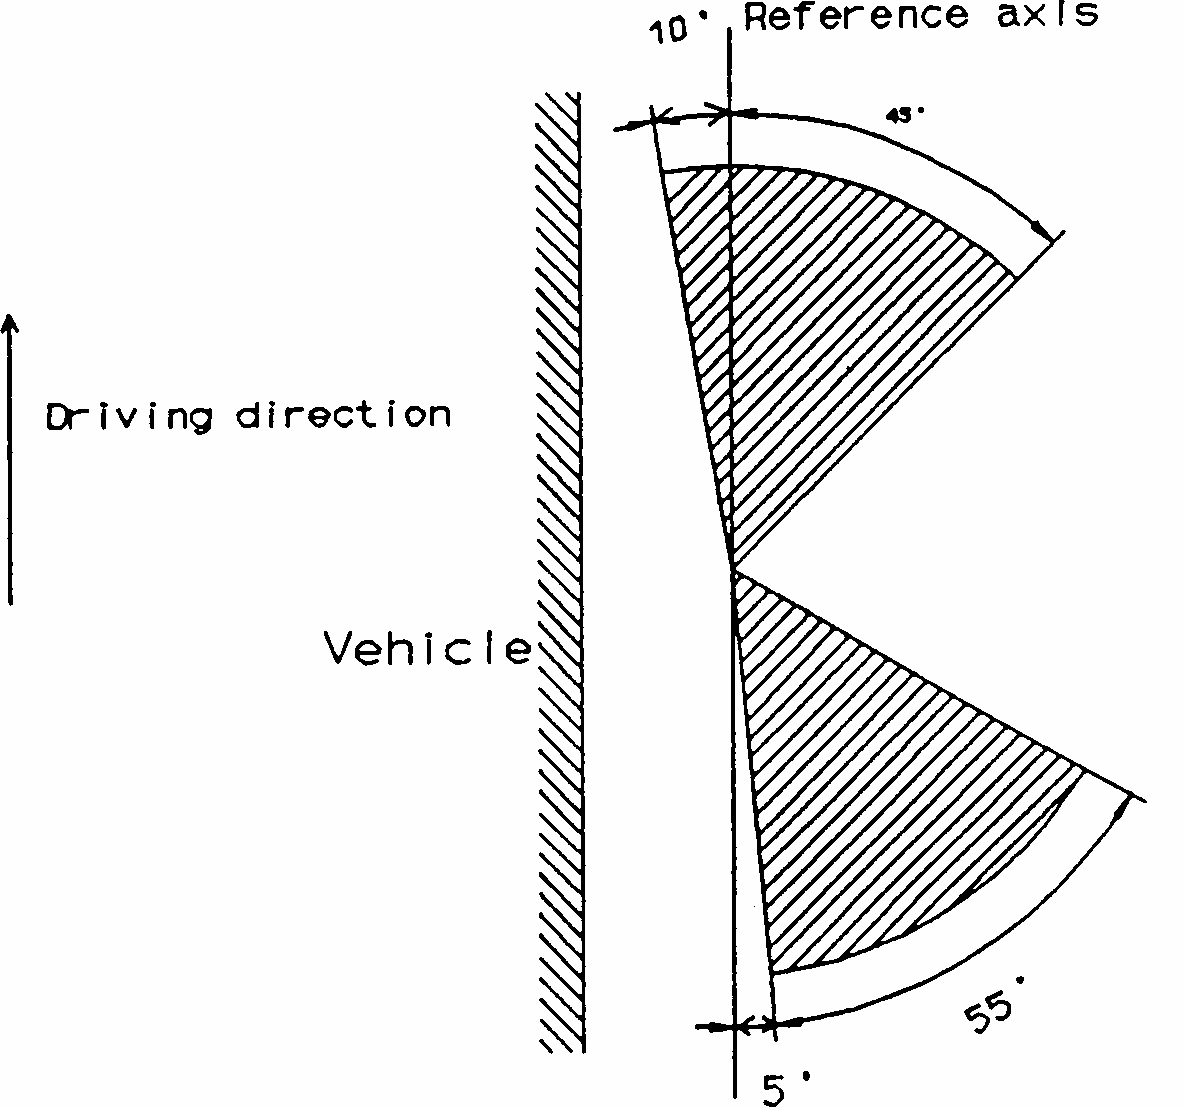 10° Reference axis
45°
Driving direction
Vehicle
55°
5°